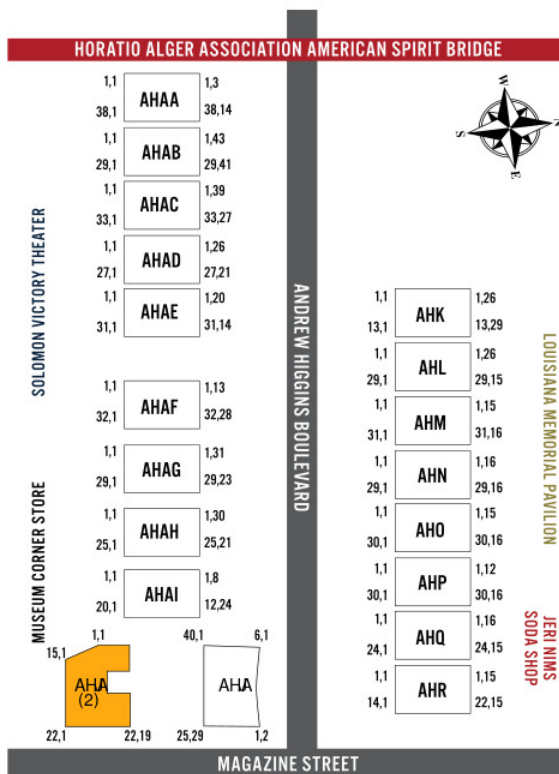 HORATIO ALGER ASSOCIATION AMERICAN SPIRIT BRIDGE
1,1 AHAA 1,3
38,1 38,14
1,1 AHAB 1,43
29,1 29,41
1,1 AHAC 1,39
33,1 33,27
1,1 AHAD 1,26
27,1 27,21
1,1 AHAE 1,20
31,1 31,14
1,1 AHAF 1,13
32,1 32,28
1,1 AHAG 1,31
29,1 29,23
1,1 AHAH 1,30
25,1 25,21
1,1 AHAI 1,8
20,1 12,24
15,1 1,1
AHA
(2)
22,1 22,19
40,1 6,1
AHA
25,29 1,2
SOLOMON VICTORY THEATER
MUSEUM CORNER STORE
ANDREW HIGGINS BOULEVARD
W
N
S
E
1,1 AHK 1,26
13,1 13,29
1,1 AHL 1,26
29,1 29,15
1,1 AHM 1,15
31,1 31,16
1,1 AHN 1,16
29,1 29,16
1,1 AHO 1,15
30,1 30,16
1,1 AHP 1,12
30,1 30,16
1,1 AHQ 1,16
24,1 24,15
1,1 AHR 1,15
14,1 22,15
LOUISIANA MEMORIAL PAVILION
JERI NIMS
SODA SHOP
MAGAZINE STREET